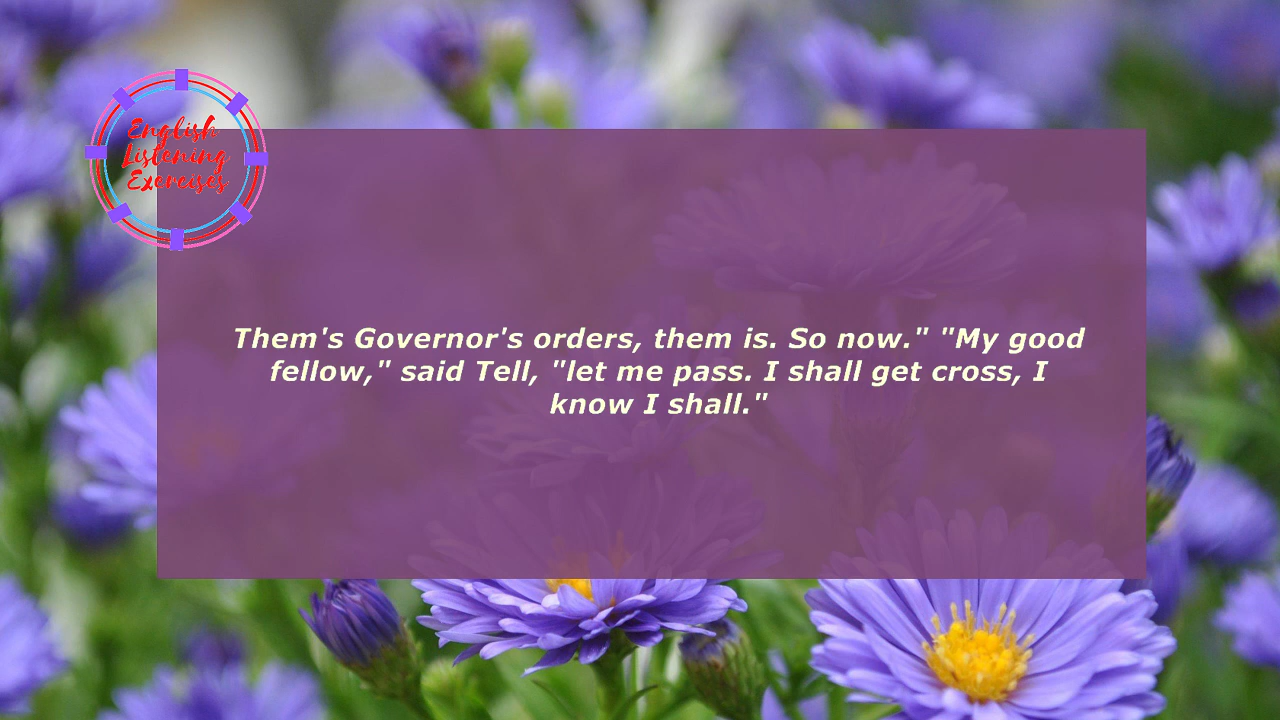 English
Listening
Exercises
Them's Governor's orders, them is. So now." "My good
fellow," said Tell, "let me pass. I shall get cross, I
know I shall."